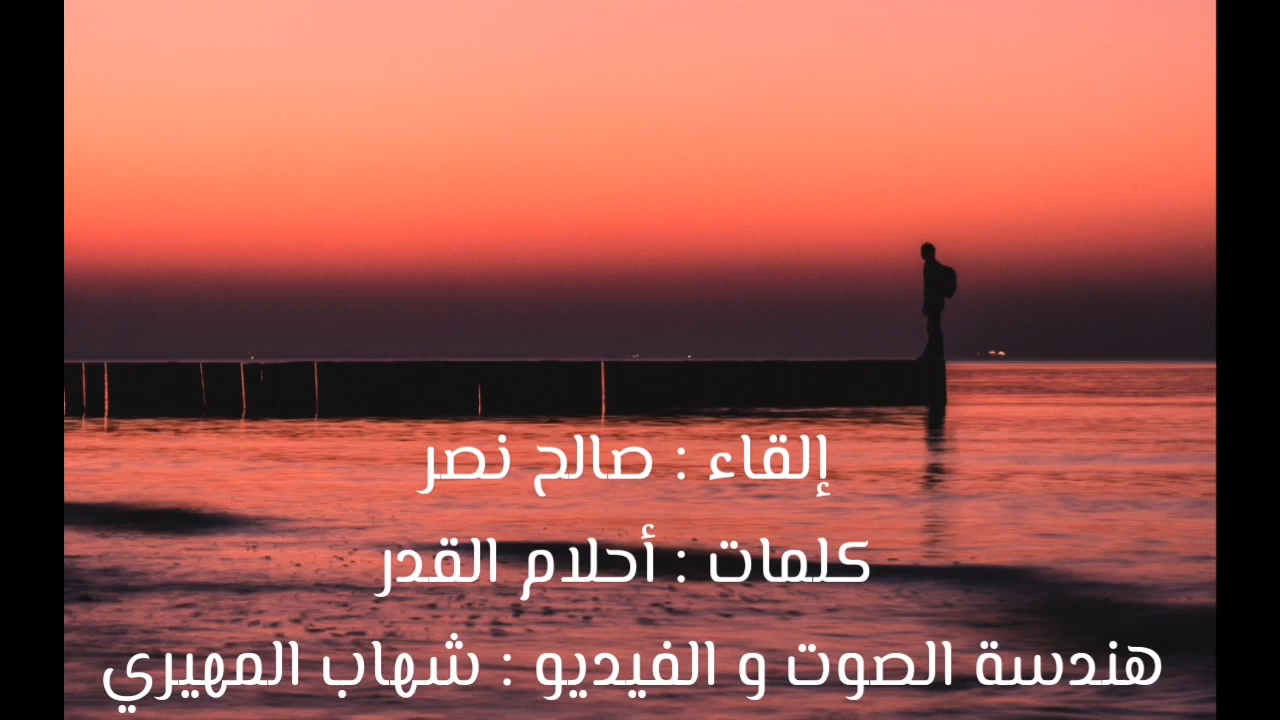 إلقاء : صالح نصر
كلمات : أحلام القدر
هندسة الصوت و الفيديو : شهاب المهيري